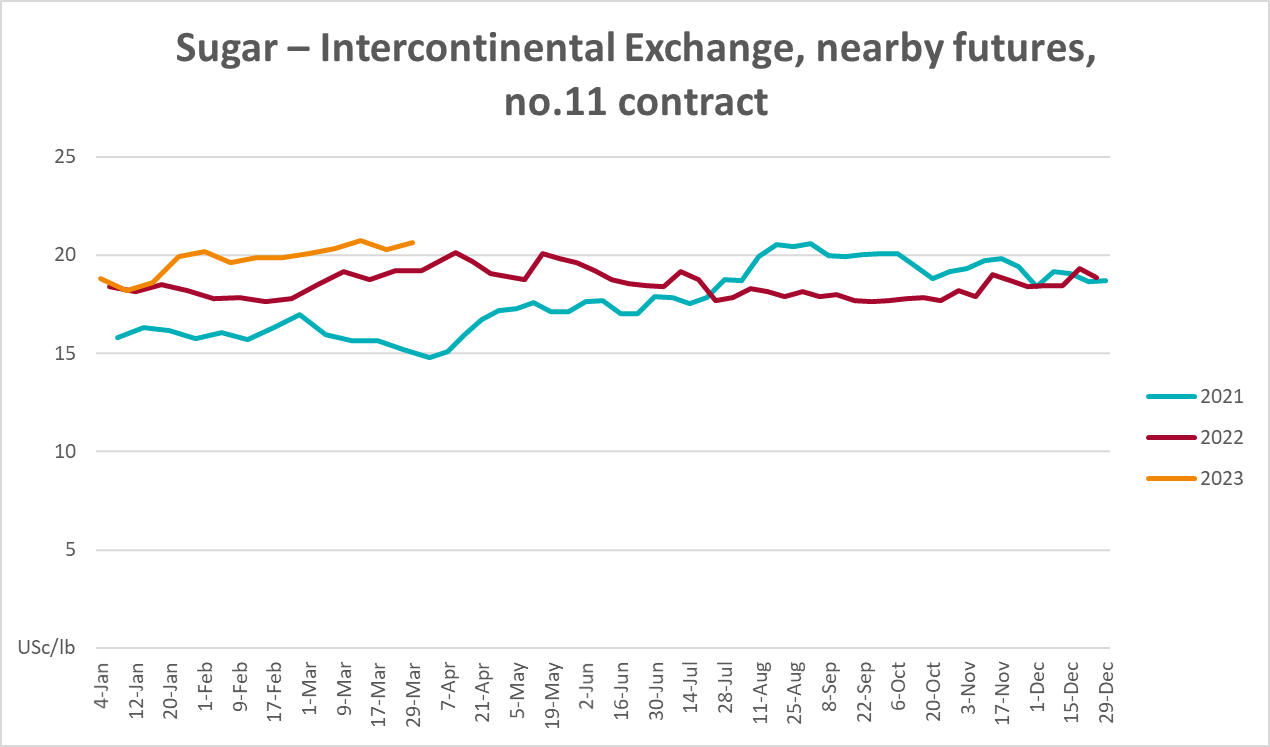 Sugar – Intercontinental Exchange, nearby futures,
no.11 contract
25
20
15
10
5
USc/lb
4-Jan
12-Jan
20-Jan
1-Feb
9-Feb
17-Feb
1-Mar
9-Mar
17-Mar
29-Mar
7-Apr
21-Apr
5-May
19-May
2-Jun
16-Jun
30-Jun
14-Jul
28-Jul
11-Aug
25-Aug
8-Sep
22-Sep
6-Oct
20-Oct
3-Nov
17-Nov
1-Dec
15-Dec
29-Dec
2021
2022
2023